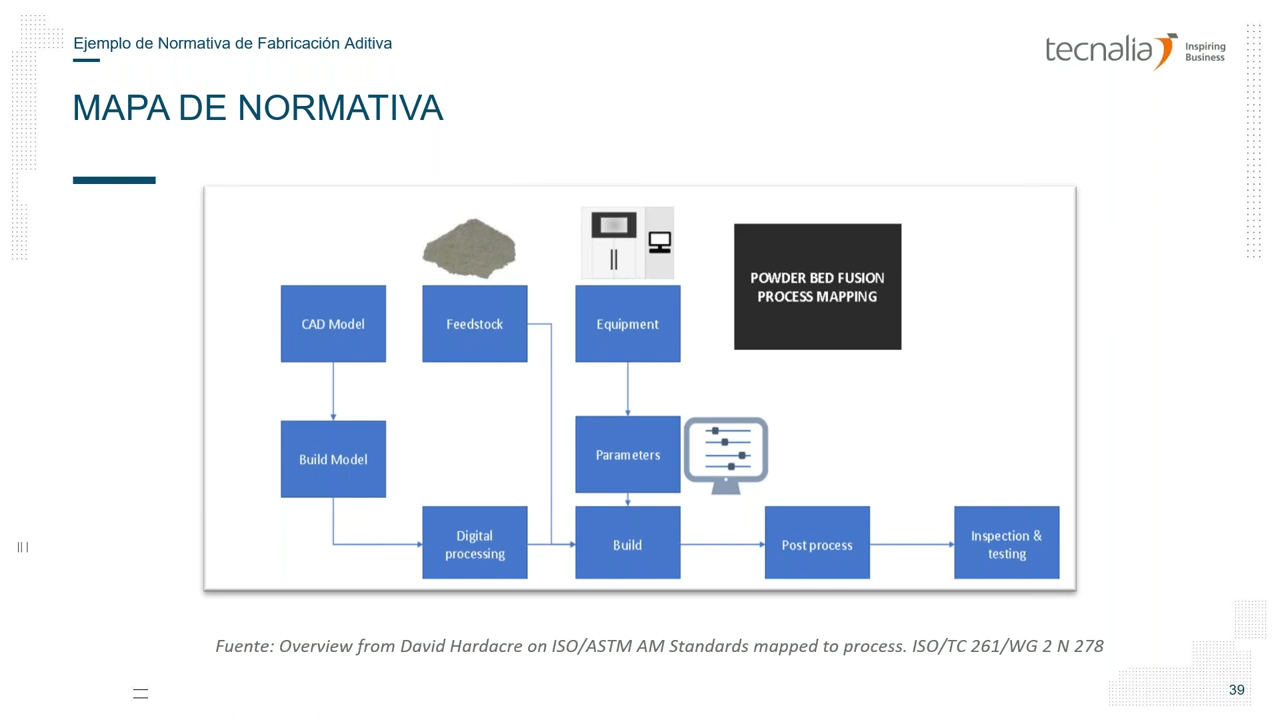 Ejemplo de Normativa de Fabricación Aditiva
tecnalia
Inspiring
Business
MAPA DE NORMATIVA
POWDER BED FUSION
PROCESS MAPPING
CAD Model
Feedstock
Equipment
Build Model
Parameters
Digital
processing
Build
Post process
Inspection &
testing
Fuente: Overview from David Hardacre on ISO/ASTM AM Standards mapped to process. ISO/TC 261/WG 2 N 278
39